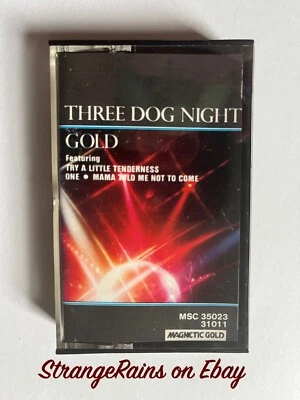 THREE DOG NIGHT
GOLD
Featuring
TRY A LITTLE TENDERNESS
ONE • MAMA TOLD ME NOT TO COME
MSC 35023
31011
MAGNETIC GOLD
StrangeRains on Ebay